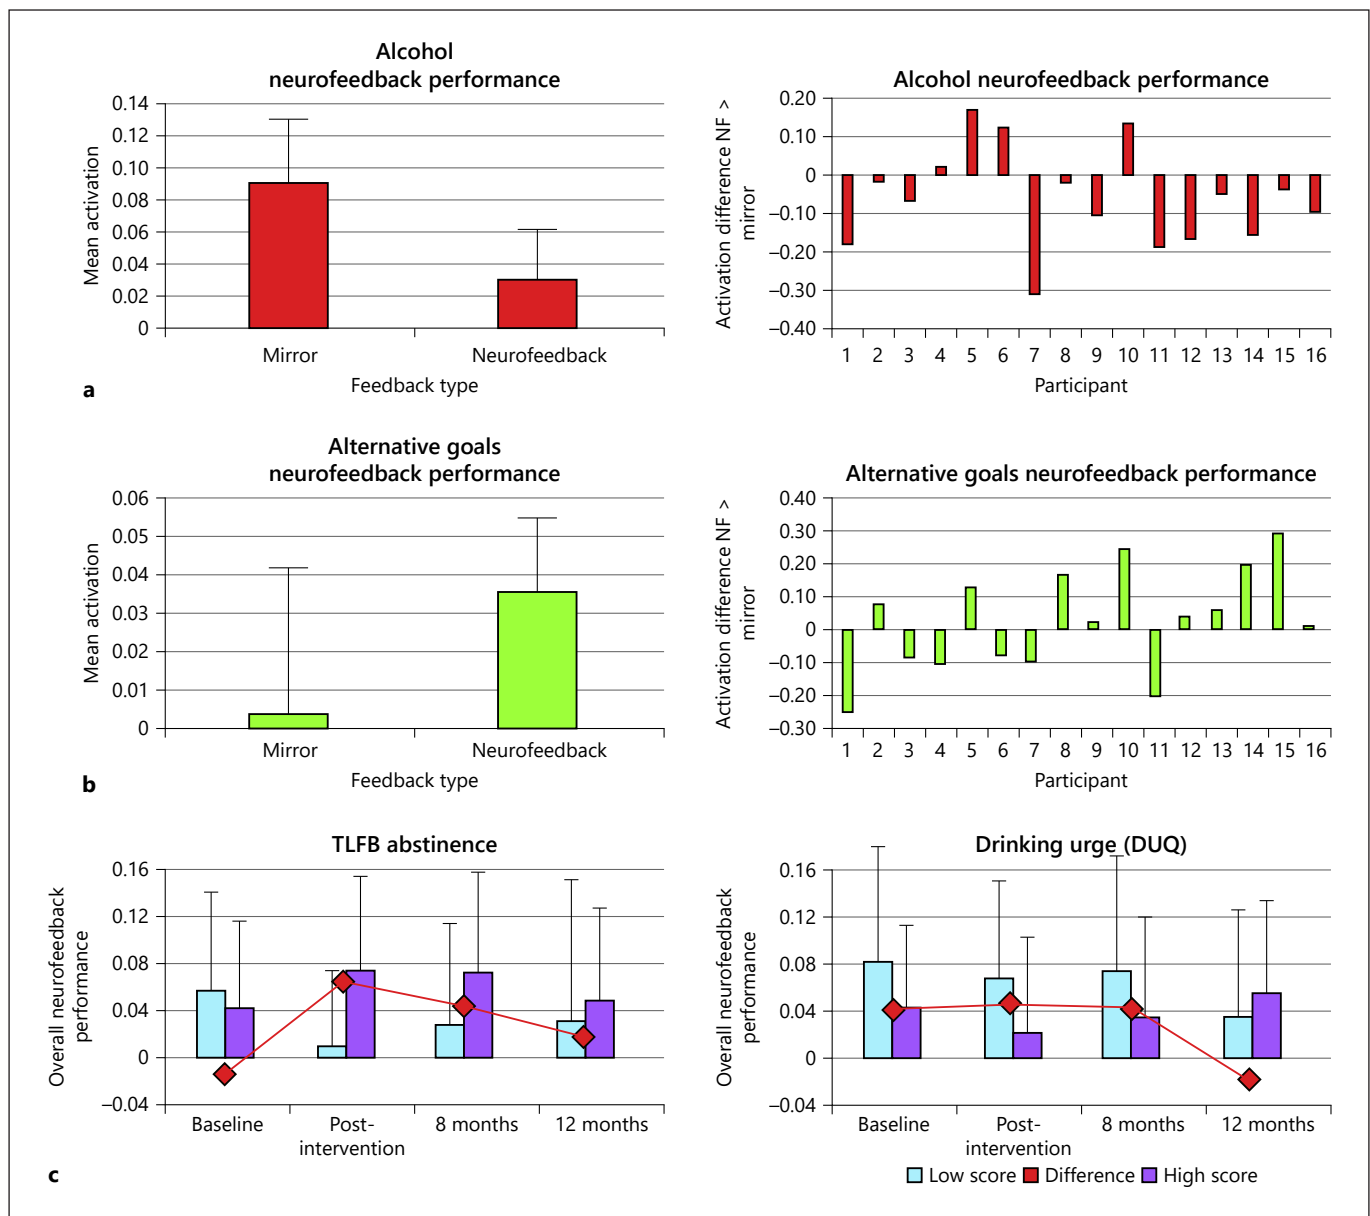 Alcohol
neurofeedback performance
0.14
0.12
0.10
0.08
0.06
0.04
0.02
0
Mean activation
Mirror Neurofeedback
Feedback type
a
Alcohol neurofeedback performance
0.20
0.10
0
–0.10
–0.20
–0.30
–0.40
Activation difference NF >
mirror
1 2 3 4 5 6 7 8 9 10 11 12 13 14 15 16
Participant
Alternative goals
neurofeedback performance
0.06
0.05
0.04
0.03
0.02
0.01
0
Mean activation
Mirror Neurofeedback
Feedback type
b
Alternative goals neurofeedback performance
0.40
0.30
0.20
0.10
0
–0.10
–0.20
–0.30
Activation difference NF >
mirror
1 2 3 4 5 6 7 8 9 10 11 12 13 14 15 16
Participant
TLFB abstinence
0.16
0.12
0.08
0.04
0
–0.04
Overall neurofeedback
performance
Baseline Post- 8 months 12 months
intervention
c
Drinking urge (DUQ)
0.16
0.12
0.08
0.04
0
–0.04
Overall neurofeedback
performance
Baseline Post- 8 months 12 months
intervention
Low score Difference High score